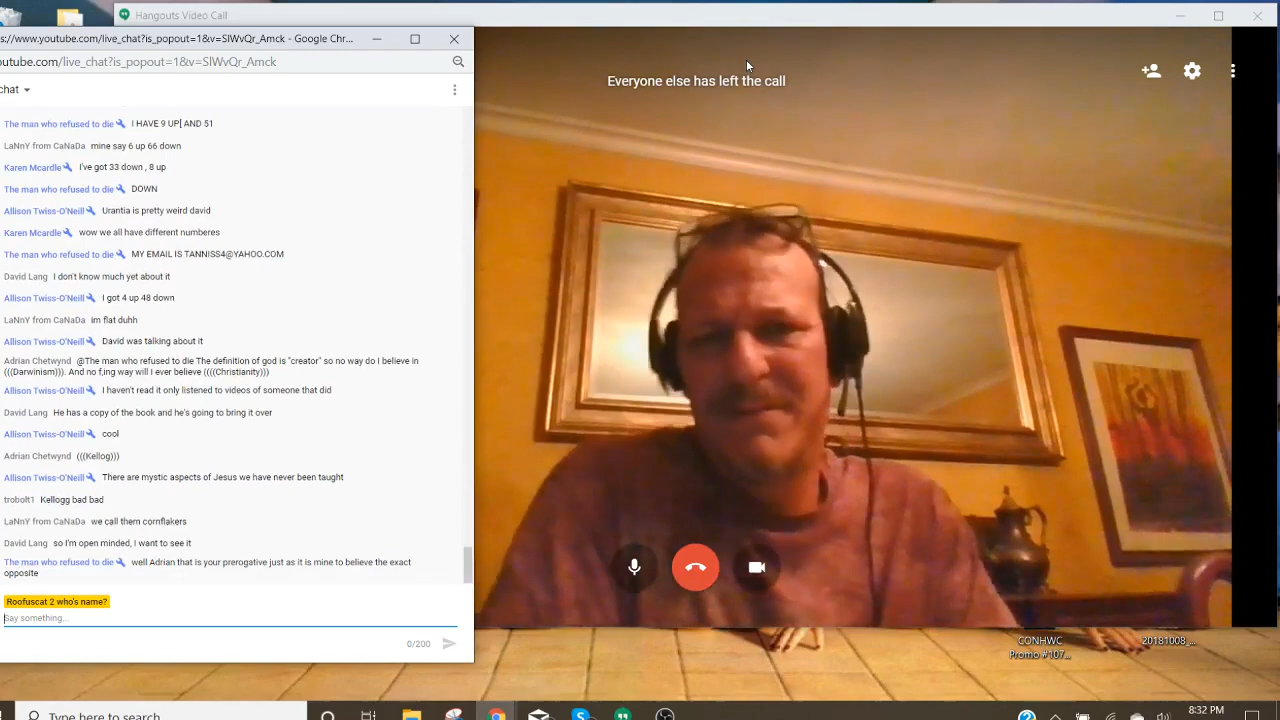 Hangouts Video Call
s://www.youtube.com/live_chat?is_popout=1&v=SlWvQr_Amck - Google Chr...
outube.com/live_chat?is_popout=1&v=SlWvQr_Amck
chat
Everyone else has left the call
The man who refused to die I HAVE 9 UP| AND 51
LaNnY from CaNaDa mine say 6 up 66 down
Karen Mcardle I've got 33 down , 8 up
The man who refused to die DOWN
Allison Twiss-O'Neill Urantia is pretty weird david
Karen Mcardle wow we all have different numberes
The man who refused to die MY EMAIL IS TANNISS4@YAHOO.COM
David Lang I don't know much yet about it
Allison Twiss-O'Neill I got 4 up 48 down
LaNnY from CaNaDa im flat duhh
Allison Twiss-O'Neill David was talking about it
Adrian Chetwynd @The man who refused to die The definition of god is "creator" so no way do I believe in
(((Darwinism))). And no f,ing way will I ever believe ((((Christianity)))
Allison Twiss-O'Neill I haven't read it only listened to videos of someone that did
David Lang He has a copy of the book and he's going to bring it over
Allison Twiss-O'Neill cool
Adrian Chetwynd (((Kellog)))
Allison Twiss-O'Neill There are mystic aspects of Jesus we have never been taught
trobolt1 Kellogg bad bad
LaNnY from CaNaDa we call them cornflakers
David Lang so I'm open minded, I want to see it
The man who refused to die well Adrian that is your prerogative just as it is mine to believe the exact
opposite
Roofuscat 2 who's name?
Say something...
0/200
CONHWC
Promo #107...
20181008_...
Type here to search
8:32 PM